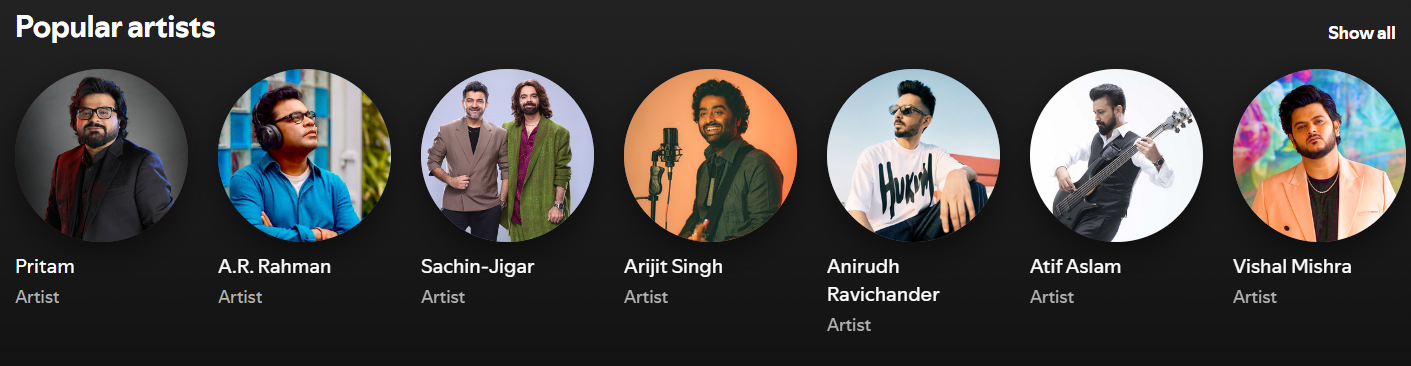 Popular artists
Show all
HUKUM
Pritam
Artist
A.R. Rahman
Artist
Sachin-Jigar
Artist
Arijit Singh
Artist
Anirudh
Ravichander
Artist
Atif Aslam
Artist
Vishal Mishra
Artist